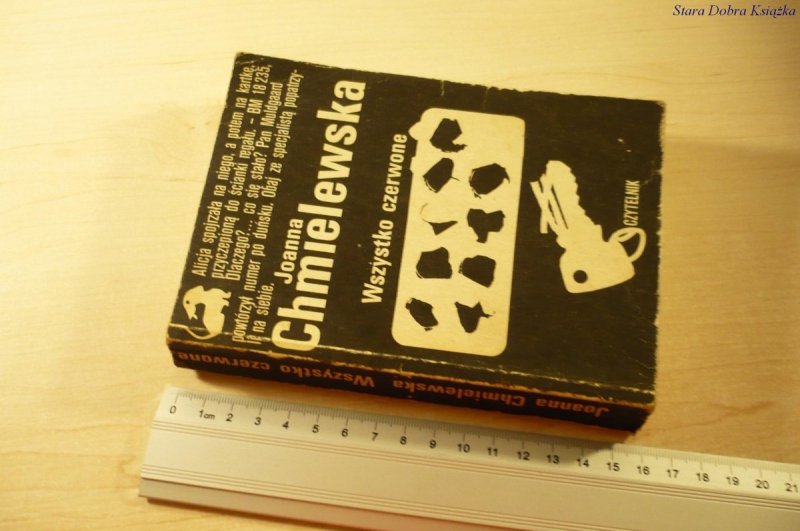 Stara Dobra Książka
Alicja spojrzała na niego, a potem na kartkę,
przyczepioną do ścianki regału. – BM 18 235,
Dlaczego?... co się stało? Pan Muldgaard
powtórzył numer po duńsku. Obaj ze specjalistą popatrzy-
li na siebie.
Joanna
Chmielewska
Wszystko czerwone
CZYTELNIK
Joanna Chmielewska Wszystko czerwone
0 1cm 2 3 4 5 6 7 8 9 10 11 12 13 14 15 16 17 18 19 20 21